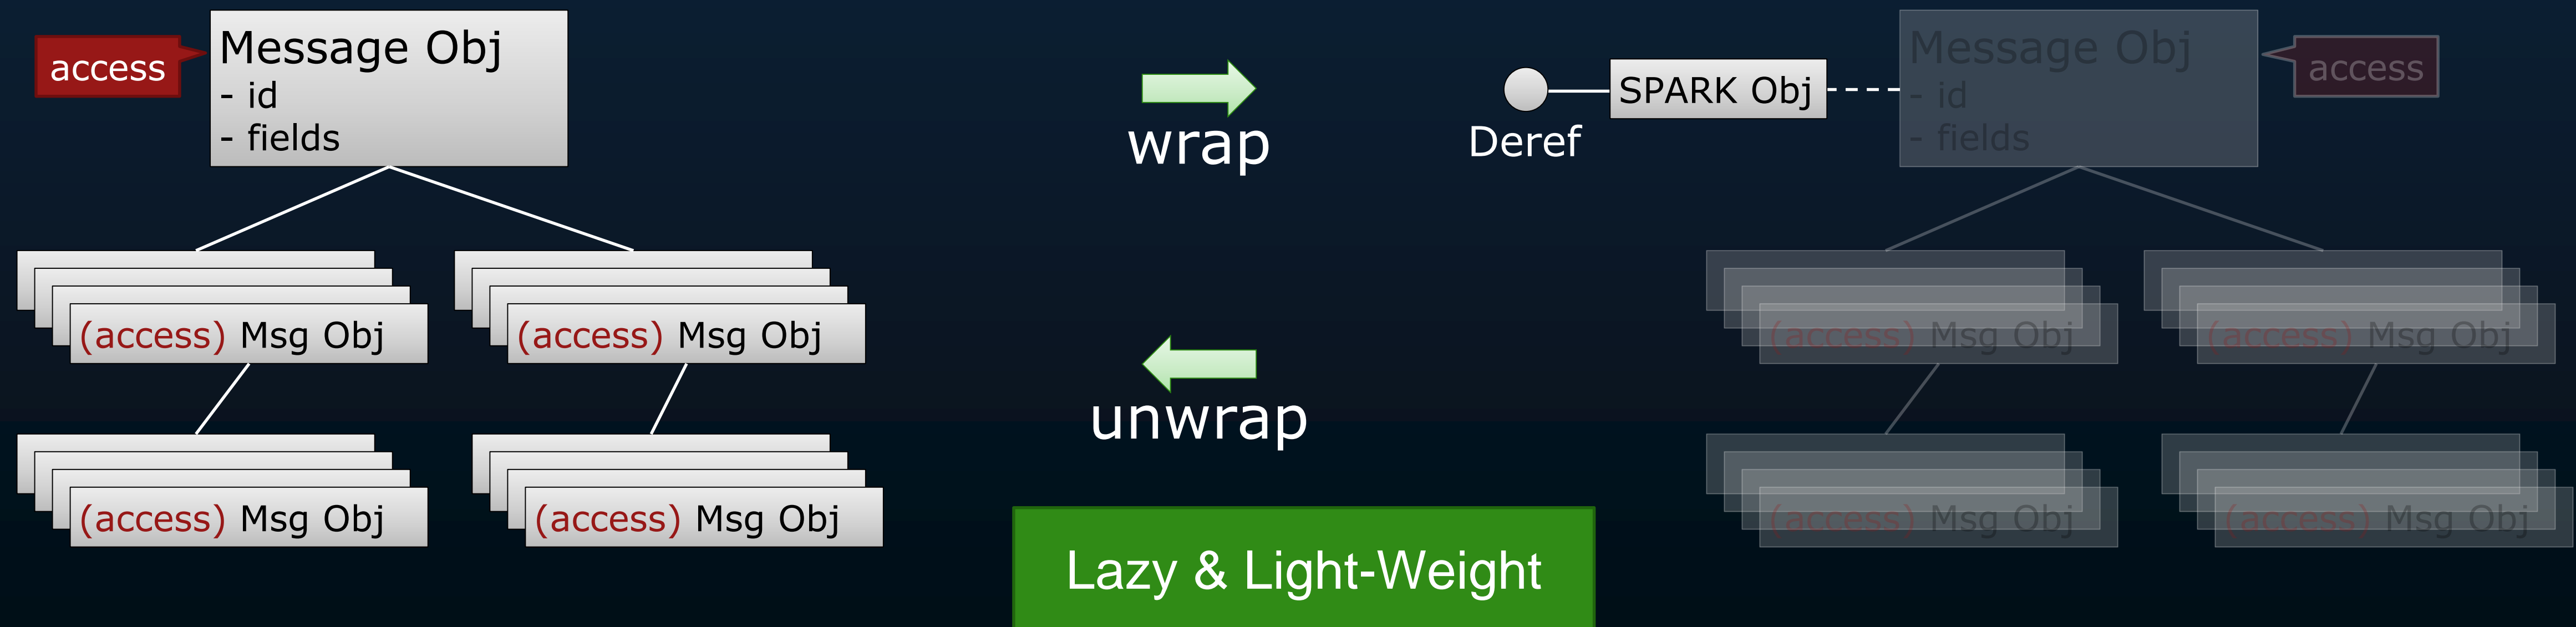 access
Message Obj
- id
- fields
(access) Msg Obj
(access) Msg Obj
(access) Msg Obj
(access) Msg Obj
wrap
unwrap
Lazy & Light-Weight
Deref
SPARK Obj
Message Obj
- id
- fields
access
(access) Msg Obj
(access) Msg Obj
(access) Msg Obj
(access) Msg Obj